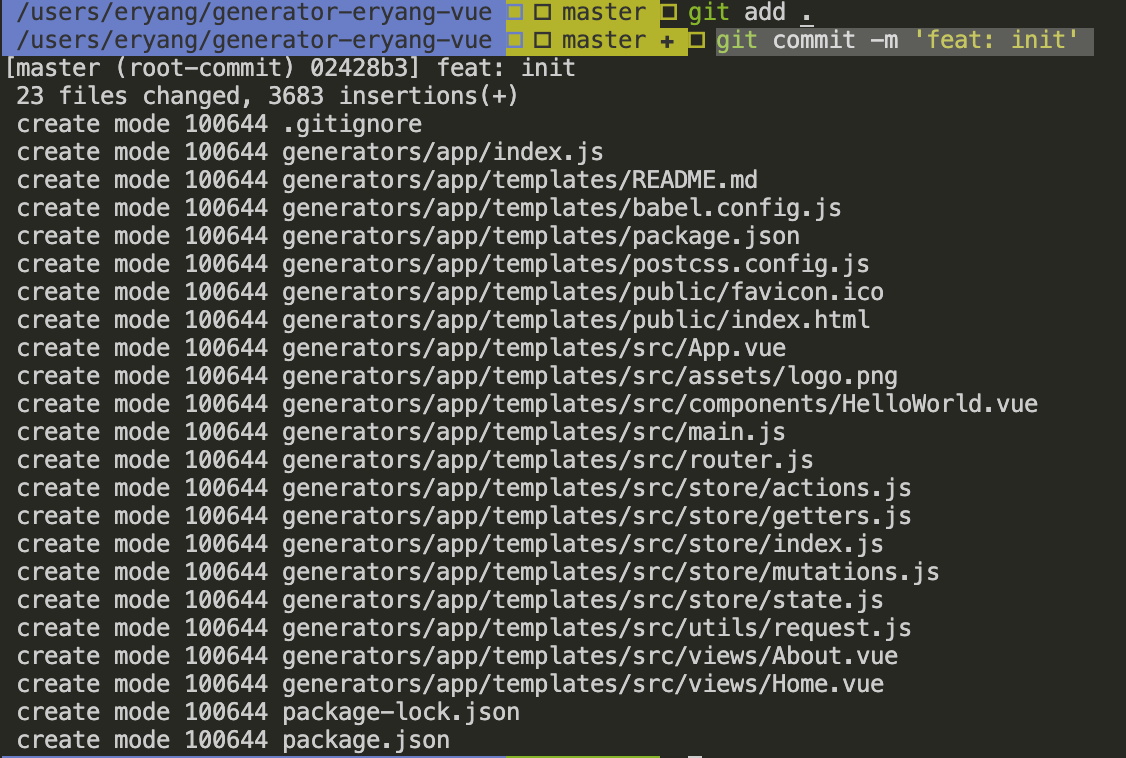 /users/eryang/generator-eryang-vue master git add .
/users/eryang/generator-eryang-vue master + git commit -m 'feat: init'
[master (root-commit) 02428b3] feat: init
23 files changed, 3683 insertions(+)
create mode 100644 .gitignore
create mode 100644 generators/app/index.js
create mode 100644 generators/app/templates/README.md
create mode 100644 generators/app/templates/babel.config.js
create mode 100644 generators/app/templates/package.json
create mode 100644 generators/app/templates/postcss.config.js
create mode 100644 generators/app/templates/public/favicon.ico
create mode 100644 generators/app/templates/public/index.html
create mode 100644 generators/app/templates/src/App.vue
create mode 100644 generators/app/templates/src/assets/logo.png
create mode 100644 generators/app/templates/src/components/HelloWorld.vue
create mode 100644 generators/app/templates/src/main.js
create mode 100644 generators/app/templates/src/router.js
create mode 100644 generators/app/templates/src/store/actions.js
create mode 100644 generators/app/templates/src/store/getters.js
create mode 100644 generators/app/templates/src/store/index.js
create mode 100644 generators/app/templates/src/store/mutations.js
create mode 100644 generators/app/templates/src/store/state.js
create mode 100644 generators/app/templates/src/utils/request.js
create mode 100644 generators/app/templates/src/views/About.vue
create mode 100644 generators/app/templates/src/views/Home.vue
create mode 100644 package-lock.json
create mode 100644 package.json